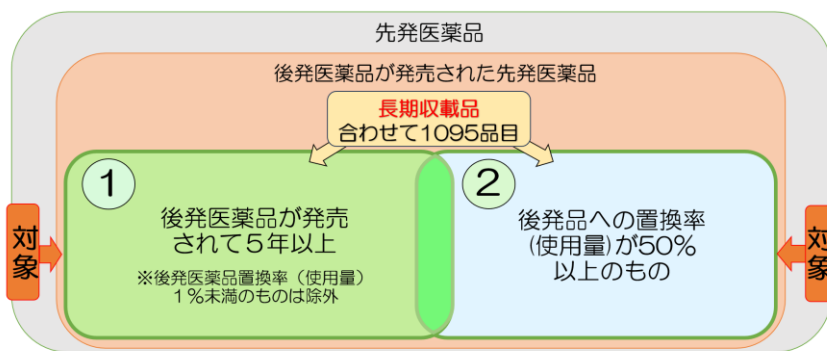 先発医薬品
後発医薬品が発売された先発医薬品
長期収載品
合わせて1095品目
1
後発医薬品が発売
されて5年以上
※後発医薬品置換率(使用量)
1%未満のものは除外
2
後発品への置換率
(使用量)が50%
以上のもの
対象
対象